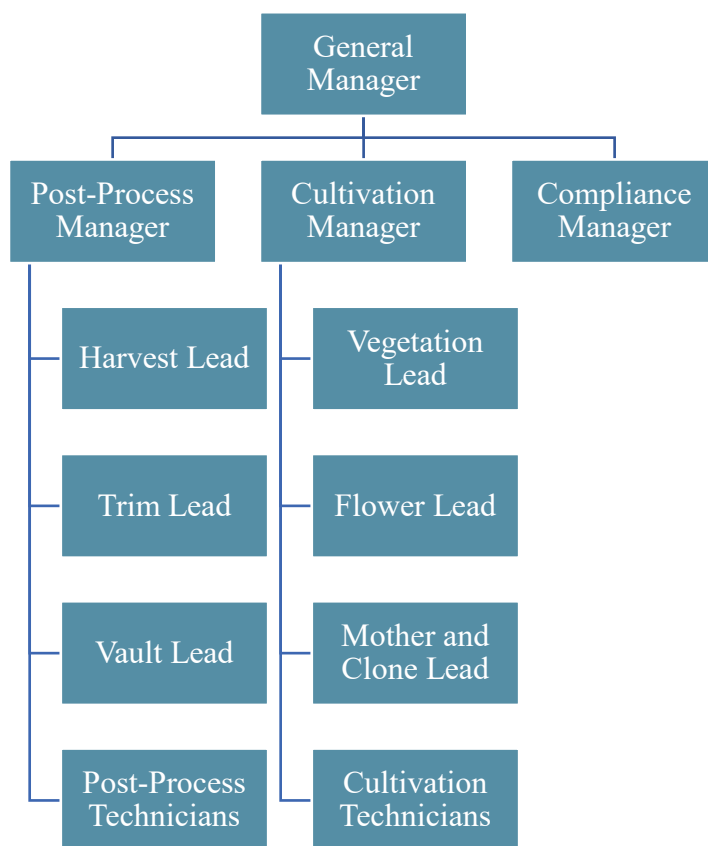 General
Manager
Post-Process
Manager
Cultivation
Manager
Compliance
Manager
Harvest Lead
Trim Lead
Vault Lead
Post-Process
Technicians
Vegetation
Lead
Flower Lead
Mother and
Clone Lead
Cultivation
Technicians